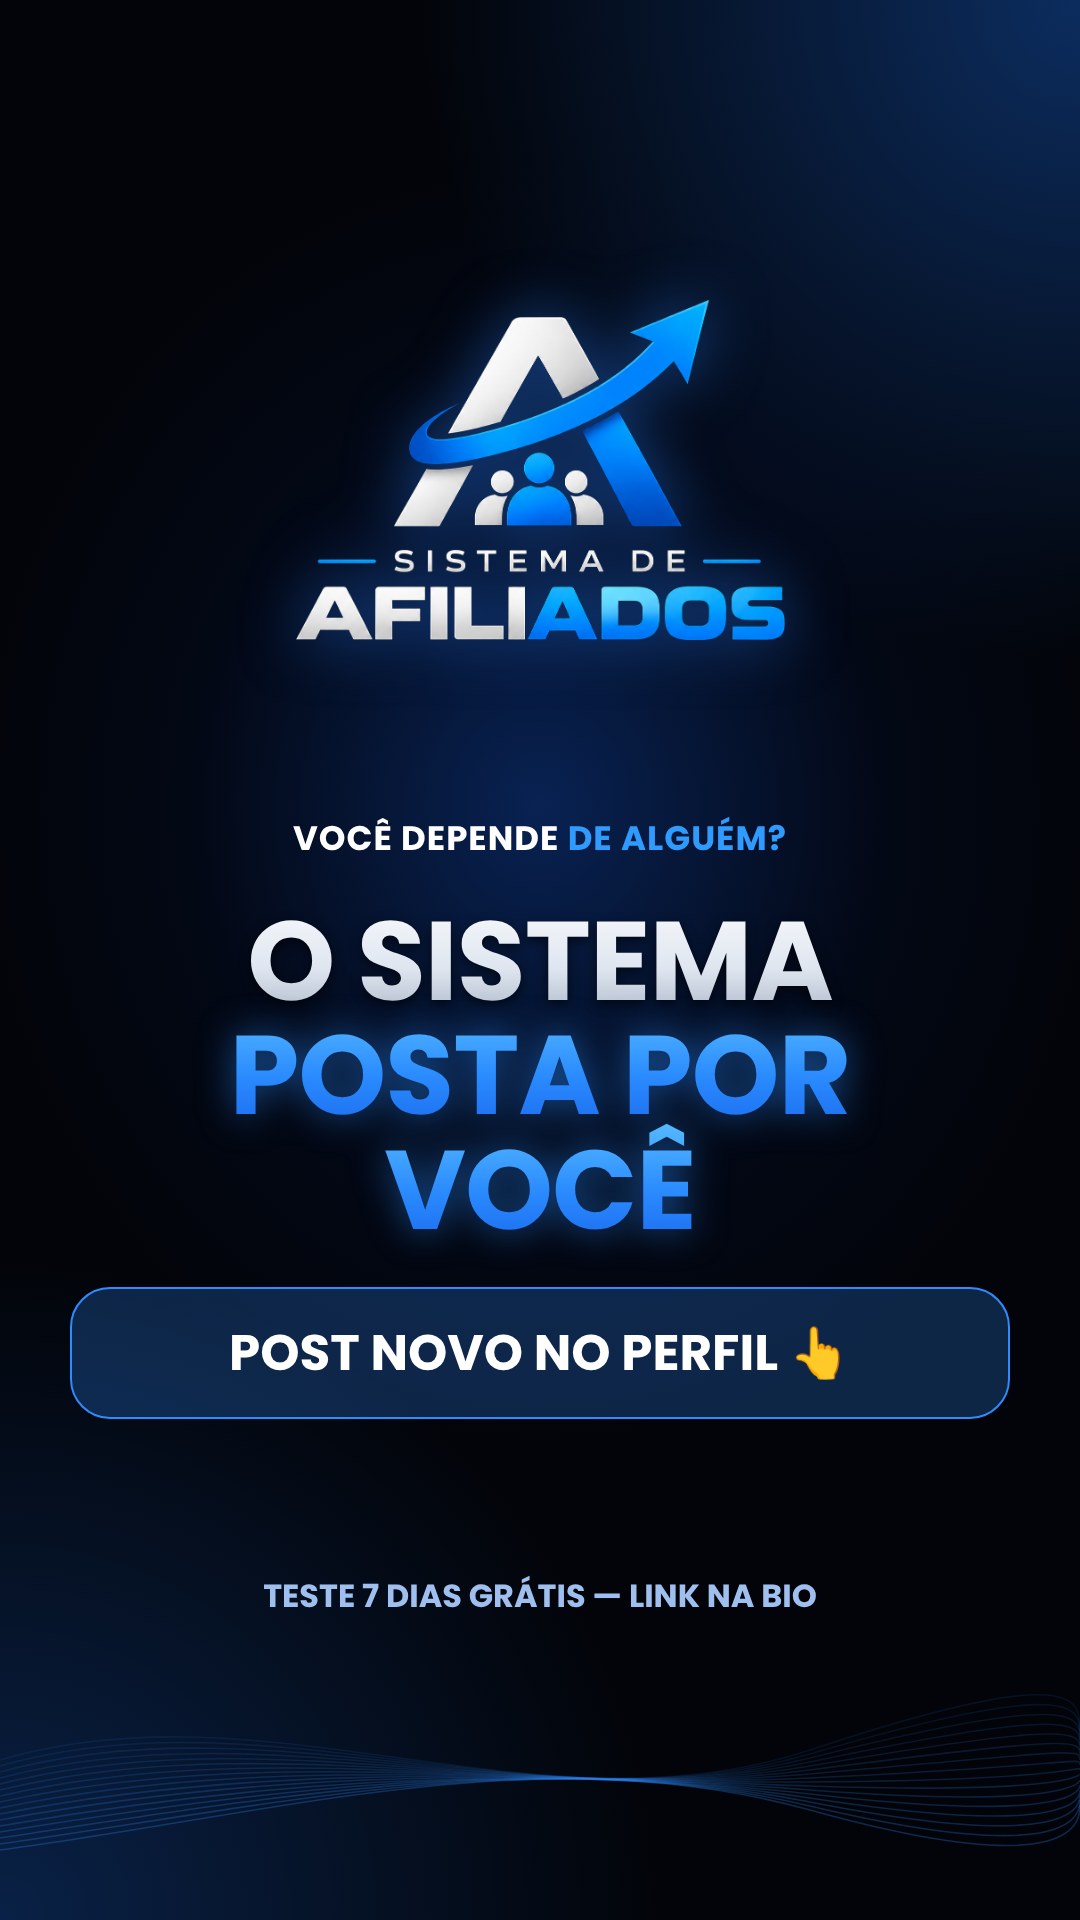 SISTEMA DE
AFILIADOS
VOCÊ DEPENDE DE ALGUÉM?
O SISTEMA
POSTA POR
VOCÊ
POST NOVO NO PERFIL 👆
TESTE 7 DIAS GRÁTIS — LINK NA BIO